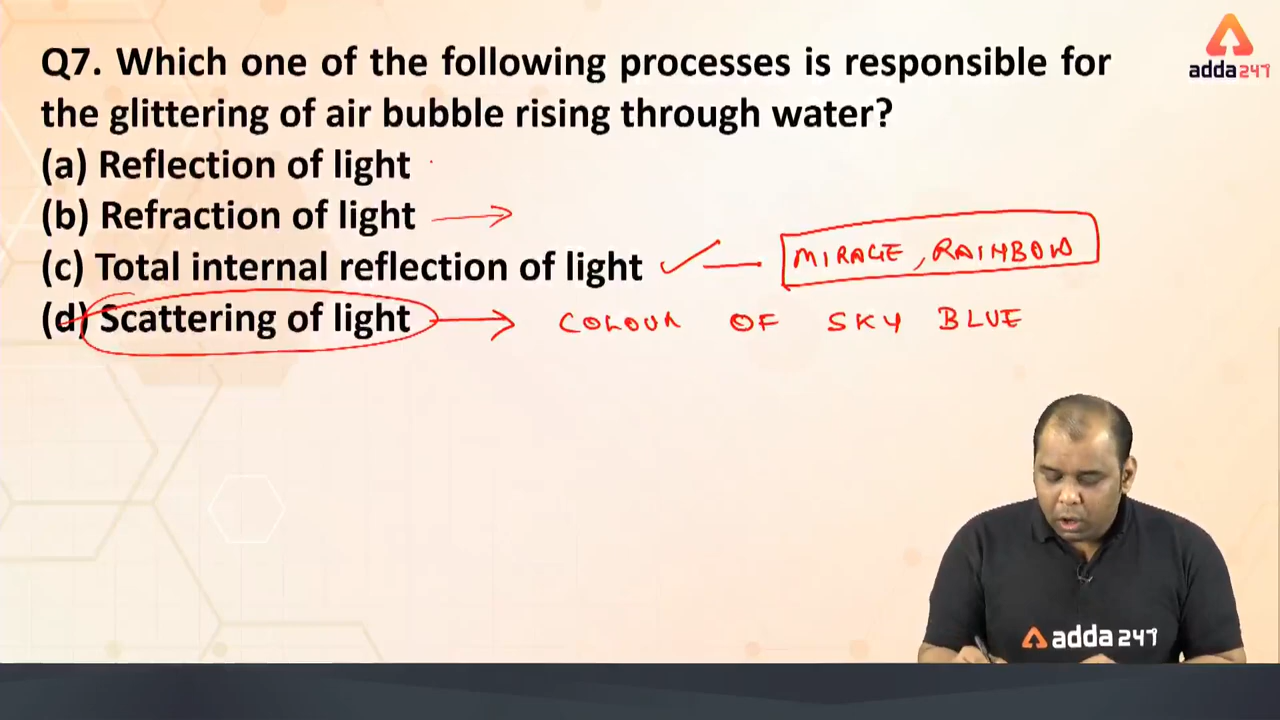 Q7. Which one of the following processes is responsible for
adda247
the glittering of air bubble rising through water?
(a) Reflection of light
(b) Refraction of light
(c) Total internal reflection of light
MIRAGE, RAINBOW
(d) Scattering of light
COLOUR OF SKY BLUE
adda247